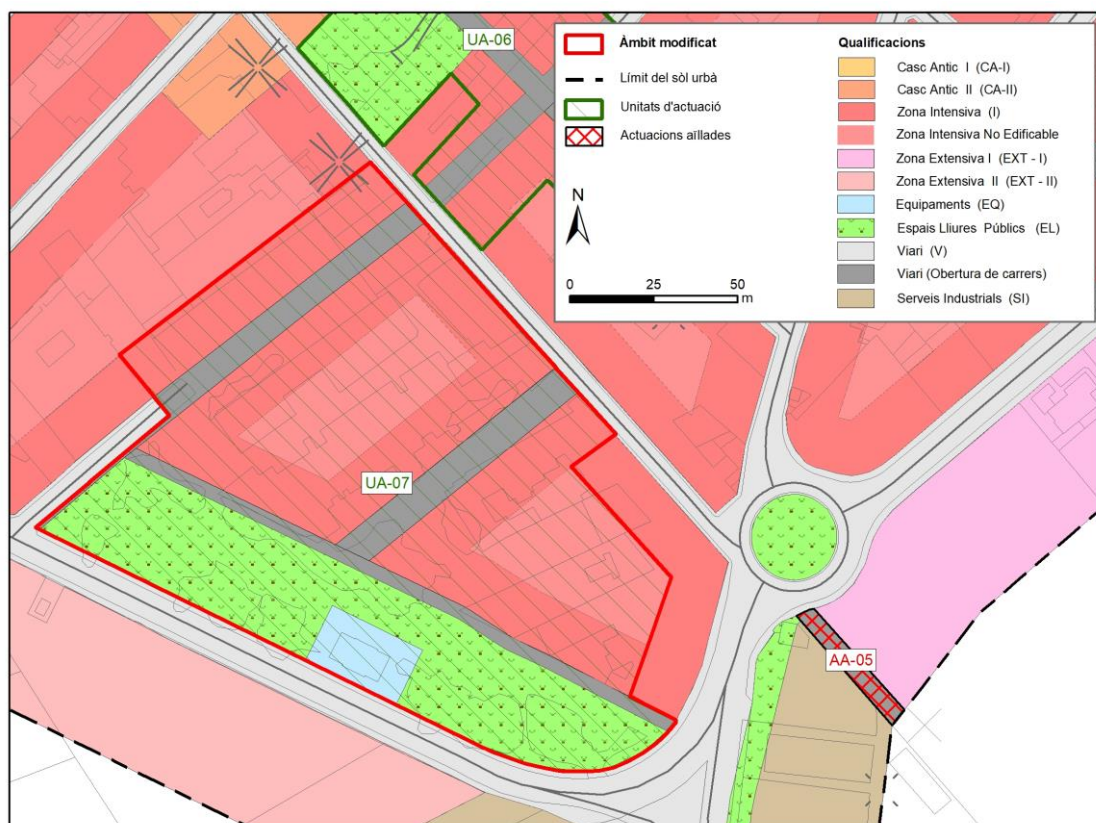 UA-06
Àmbit modificat
Límit del sòl urbà
Unitats d'actuació
Actuacions aïllades
N
0 25 50
m
Qualificacions
Casc Antic I (CA-I)
Casc Antic II (CA-II)
Zona Intensiva (I)
Zona Intensiva No Edificable
Zona Extensiva I (EXT - I)
Zona Extensiva II (EXT - II)
Equipaments (EQ)
Espais Lliures Públics (EL)
Viari (V)
Viari (Obertura de carrers)
Serveis Industrials (SI)
UA-07
AA-05